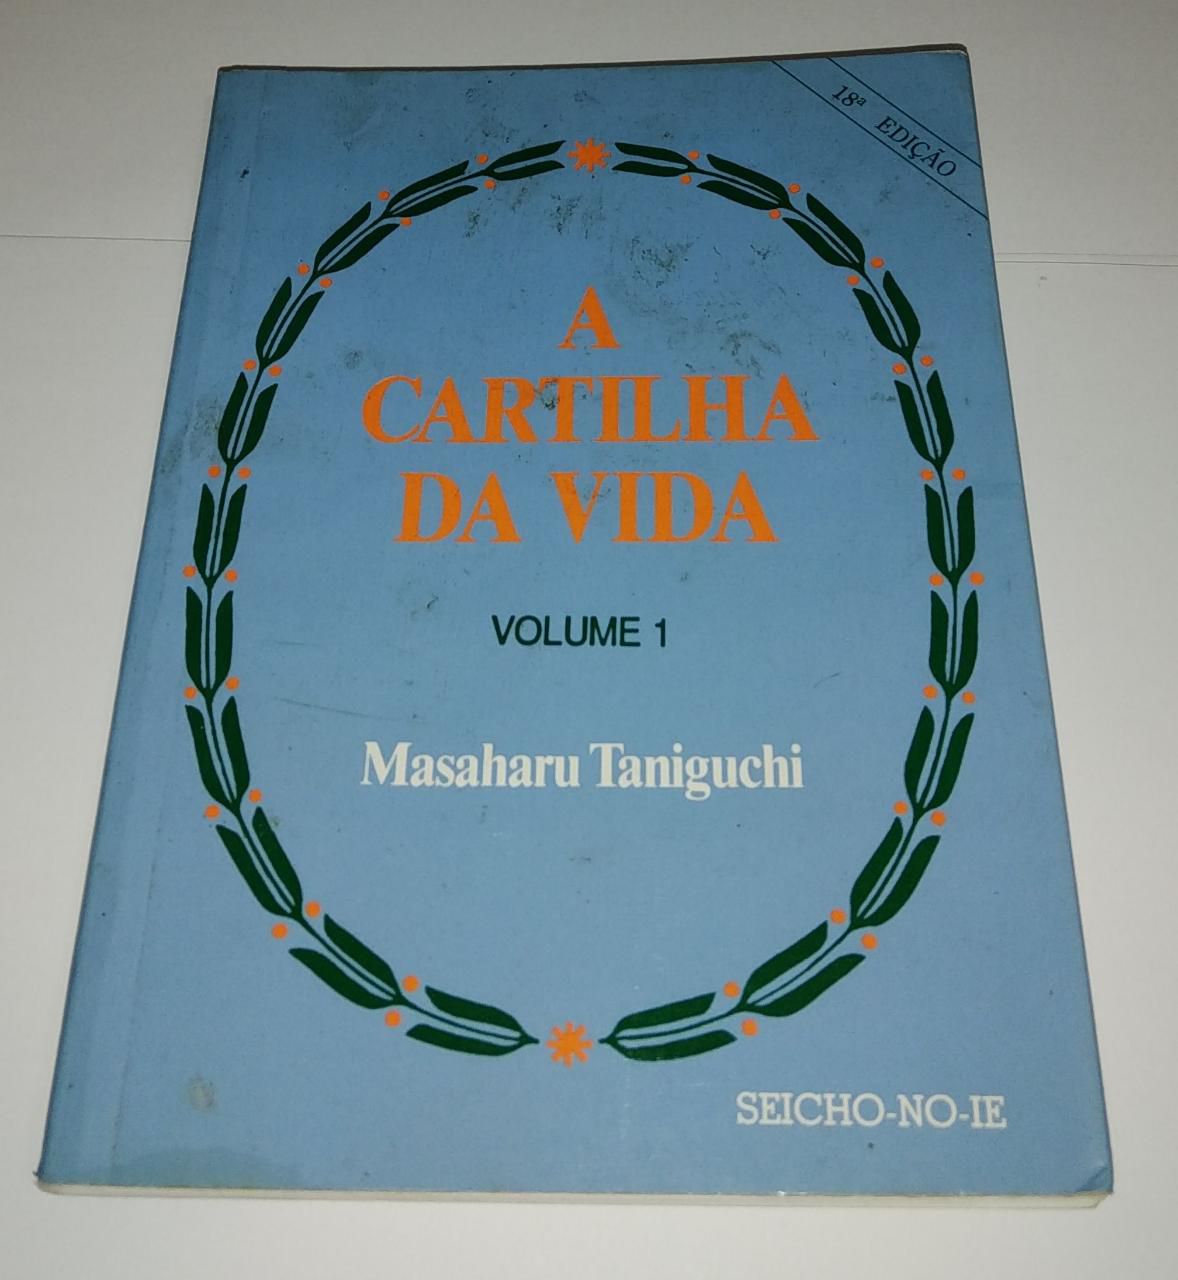 18ª EDIÇÃO
A
CARTILHA
DA VIDA
VOLUME 1
Masaharu Taniguchi
SEICHO-NO-IE